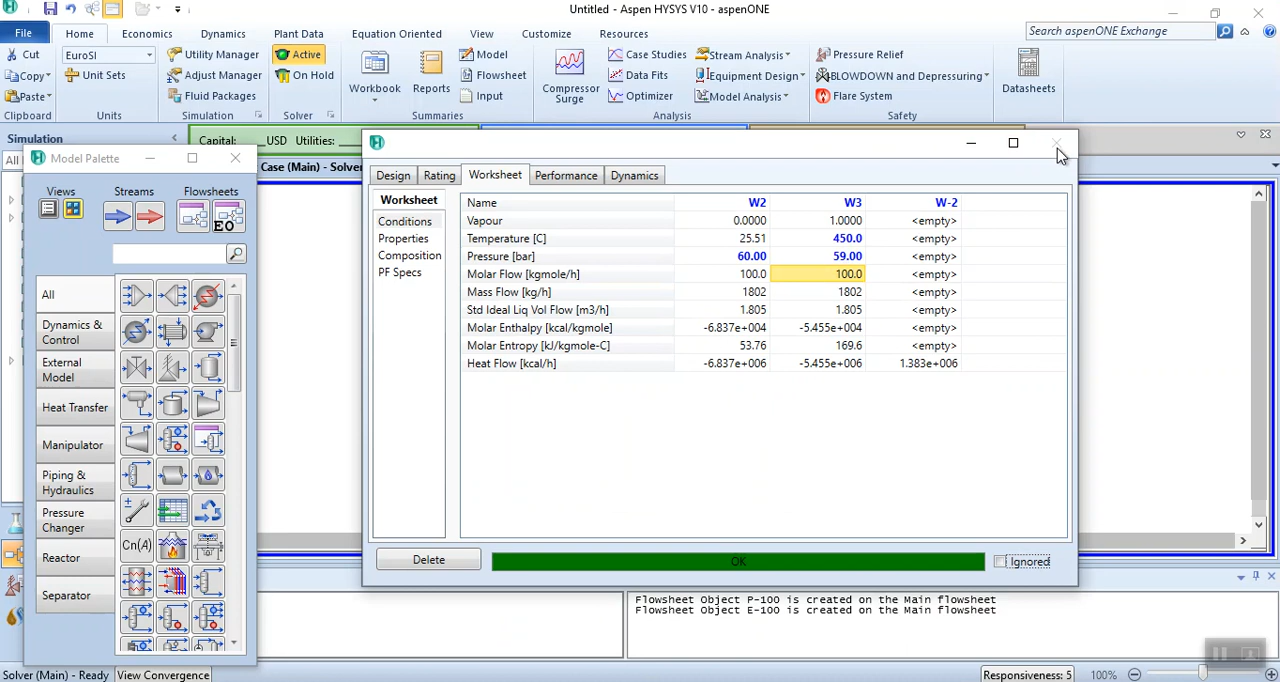 Untitled - Aspen HYSYS V10 - aspenONE
File Home Economics Dynamics Plant Data Equation Oriented View Customize Resources Search aspenONE Exchange
Cut EuroSI Utility Manager Active Model Flowsheet Case Studies Stream Analysis Pressure Relief
Copy Unit Sets Adjust Manager On Hold Workbook Reports Flowsheet Compressor Surge Data Fits Equipment Design BLOWDOWN and Depressuring Datasheets
Paste Fluid Packages Input Optimizer Model Analysis Flare System
Clipboard Units Simulation Solver Summaries Analysis Safety
Simulation Capital: USD Utilities:
All
Model Palette Case (Main) - Solver
Design Rating Worksheet Performance Dynamics
Views Streams Flowsheets
EO
Worksheet
Conditions
Properties
Composition
PF Specs
Name W2 W3 W-2
Vapour 0.0000 1.0000 <empty>
Temperature [C] 25.51 450.0 <empty>
Pressure [bar] 60.00 59.00 <empty>
Molar Flow [kgmole/h] 100.0 100.0 <empty>
Mass Flow [kg/h] 1802 1802 <empty>
Std Ideal Liq Vol Flow [m3/h] 1.805 1.805 <empty>
Molar Enthalpy [kcal/kgmole] -6.837e+004 -5.455e+004 <empty>
Molar Entropy [kJ/kgmole-C] 53.76 169.6 <empty>
Heat Flow [kcal/h] -6.837e+006 -5.455e+006 1.383e+006
All
Dynamics & Control
External Model
Heat Transfer
Manipulator
Piping & Hydraulics
Pressure Changer
Reactor
Separator
Cn(A)
Delete OK Ignored
Flowsheet Object P-100 is created on the Main flowsheet
Flowsheet Object E-100 is created on the Main flowsheet
Solver (Main) - Ready View Convergence Responsiveness: 5 100%